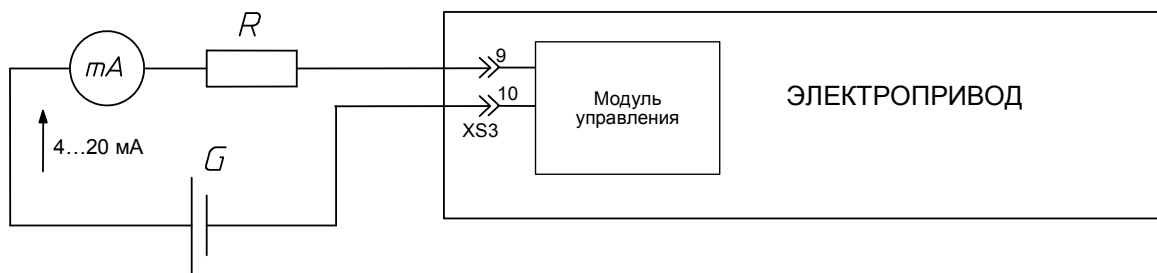 R
mA
9
10
XS3
Модуль
управления
ЭЛЕКТРОПРИВОД
4...20 мА
G